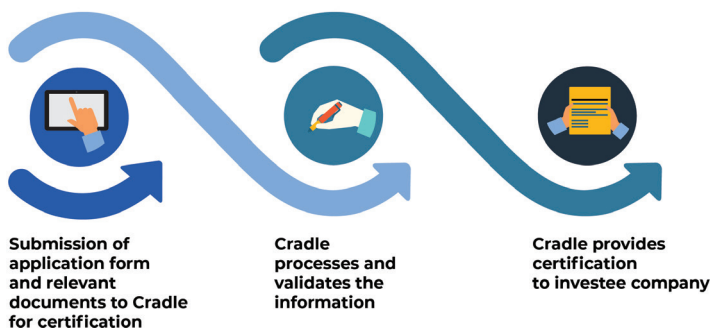 Submission of
application form
and relevant
documents to Cradle
for certification
Cradle
processes and
validates the
information
Cradle provides
certification
to investee company